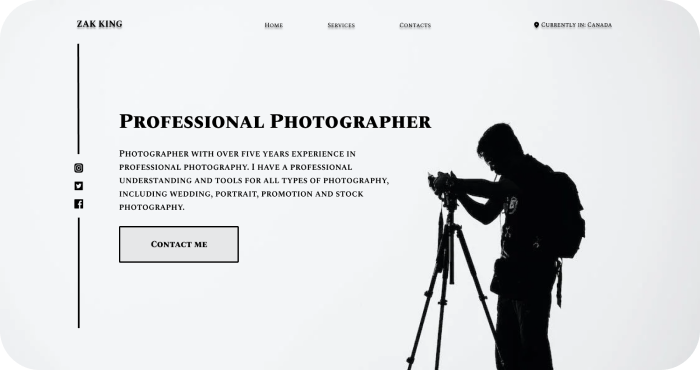 ZAK KING
Home Services Contacts Currently in: Canada
Professional Photographer
Photographer with over five years experience in
professional photography. I have a professional
understanding and tools for all types of photography,
including wedding, portrait, promotion and stock
photography.
Contact me